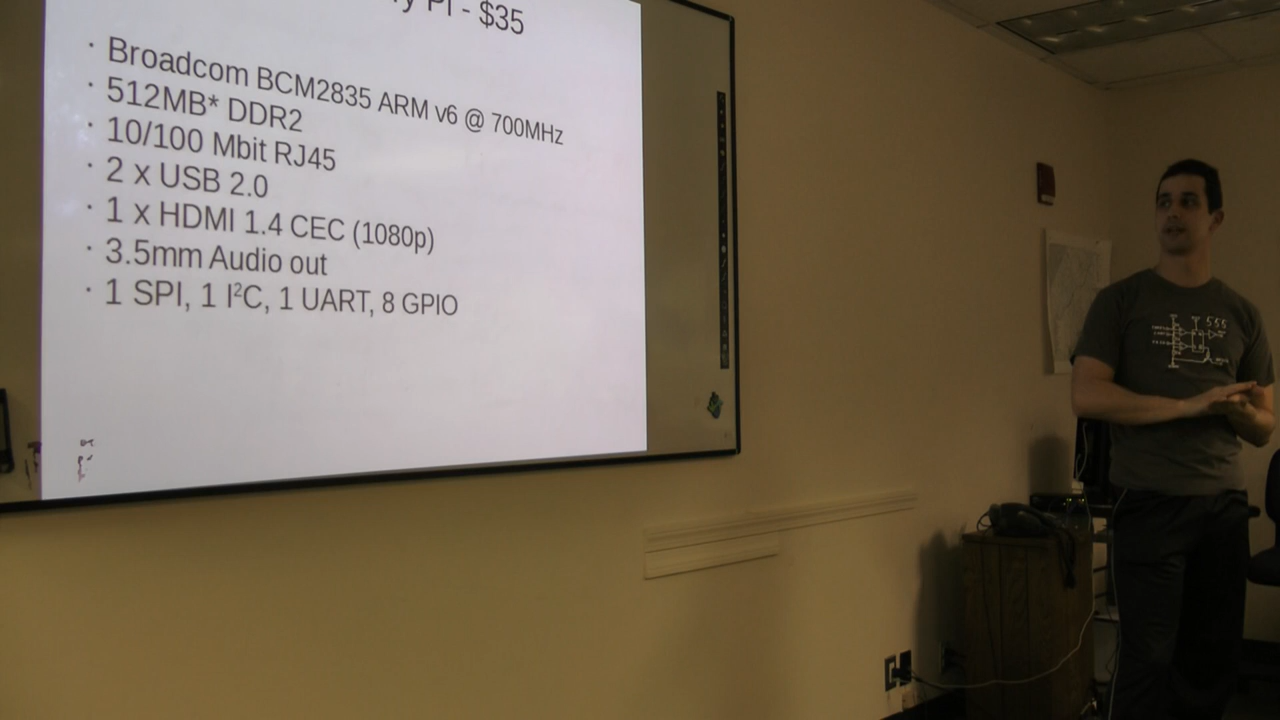 Pi - $35
· Broadcom BCM2835 ARM v6 @ 700MHz
· 512MB* DDR2
· 10/100 Mbit RJ45
· 2 x USB 2.0
· 1 x HDMI 1.4 CEC (1080p)
· 3.5mm Audio out
· 1 SPI, 1 I²C, 1 UART, 8 GPIO
555